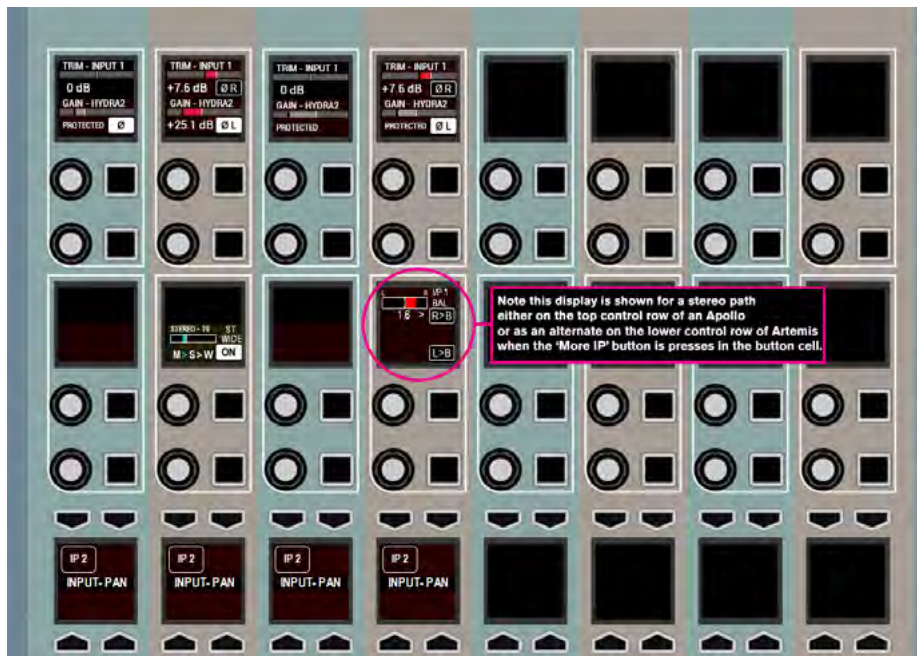 TRIM - INPUT 1
0 dB
GAIN - HYDRA2
PROTECTED Ø
TRIM - INPUT 1
+7.6 dB ØR
GAIN - HYDRA2
+25.1 dB ØL
TRIM - INPUT 1
0 dB
GAIN - HYDRA2
PROTECTED
TRIM - INPUT 1
+7.6 dB ØR
GAIN - HYDRA2
PROTECTED ØL
ST
WIDE
M>S>W ON
L R I/P 1
BAL
1.6 > R>B
L>B
Note this display is shown for a stereo path
either on the top control row of an Apollo
or as an alternate on the lower control row of Artemis
when the ‘More IP’ button is presses in the button cell.
IP 2
INPUT- PAN
IP 2
INPUT- PAN
IP 2
INPUT- PAN
IP 2
INPUT- PAN